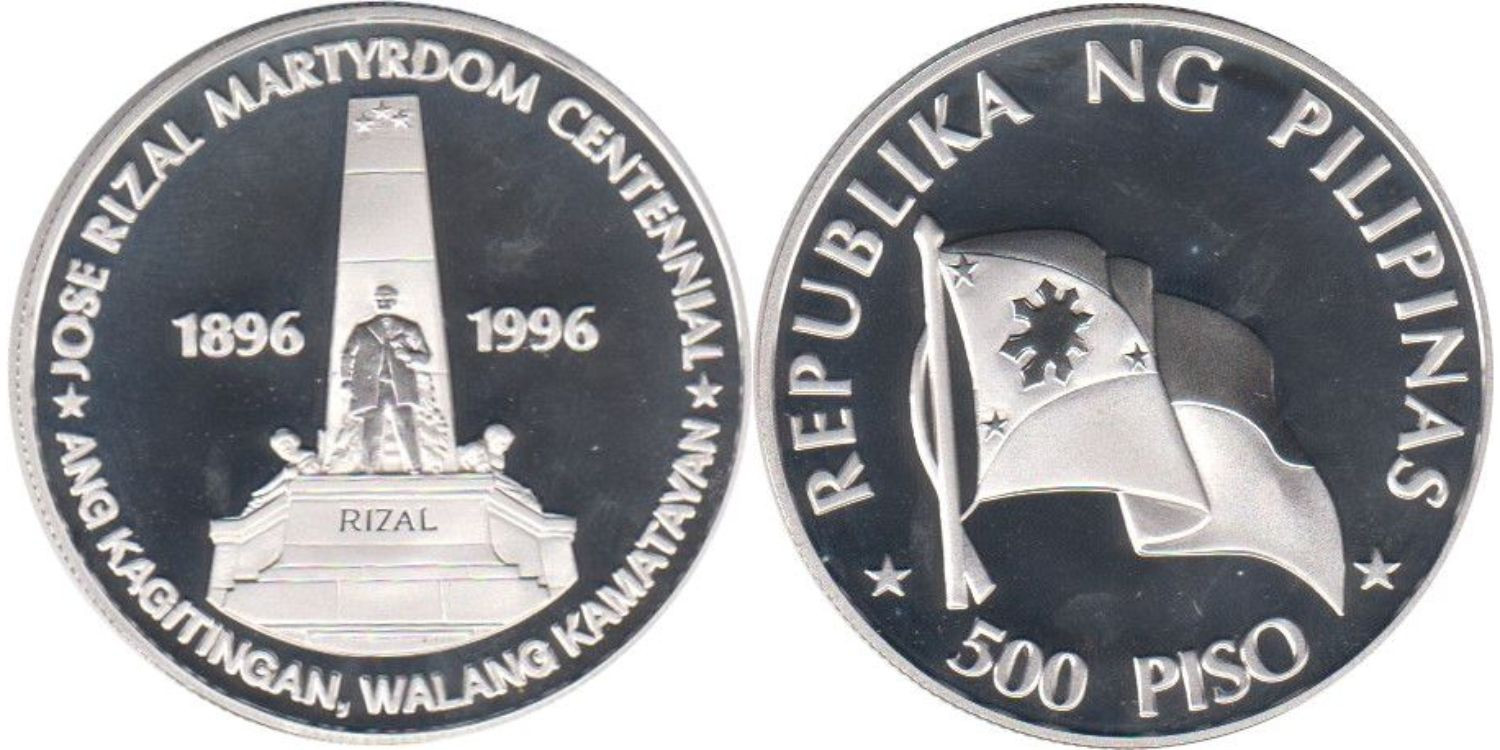 ★ JOSE RIZAL MARTYRDOM CENTENNIAL ★
1896 1996
RIZAL
ANG KAGITINGAN, WALANG KAMATAYAN
REPUBLIKA NG PILIPINAS
★ 500 PISO ★